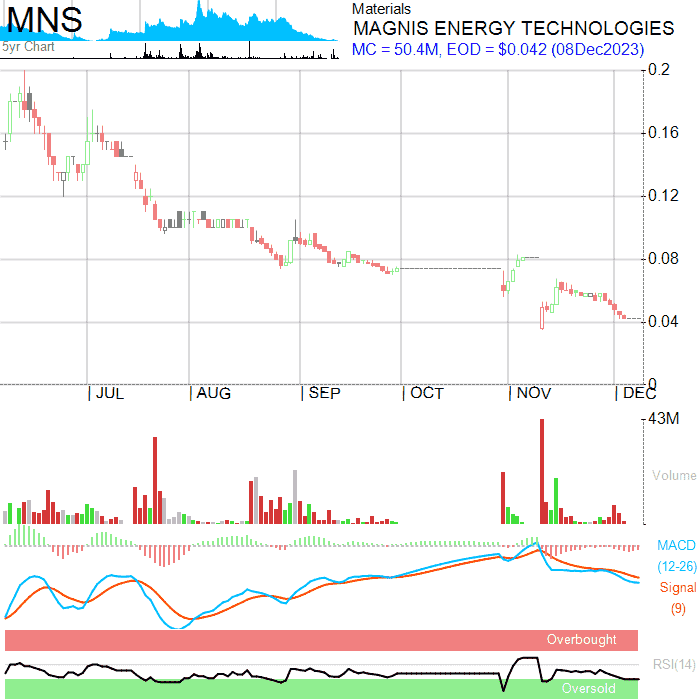 MNS
5yr Chart
Materials
MAGNIS ENERGY TECHNOLOGIES
MC = 50.4M, EOD = $0.042 (08Dec2023)
0.2
0.16
0.12
0.08
0.04
0
| JUL | AUG | SEP | OCT | NOV | DEC
43M
Volume
MACD
(12-26)
Signal
(9)
Overbought
RSI(14)
Oversold